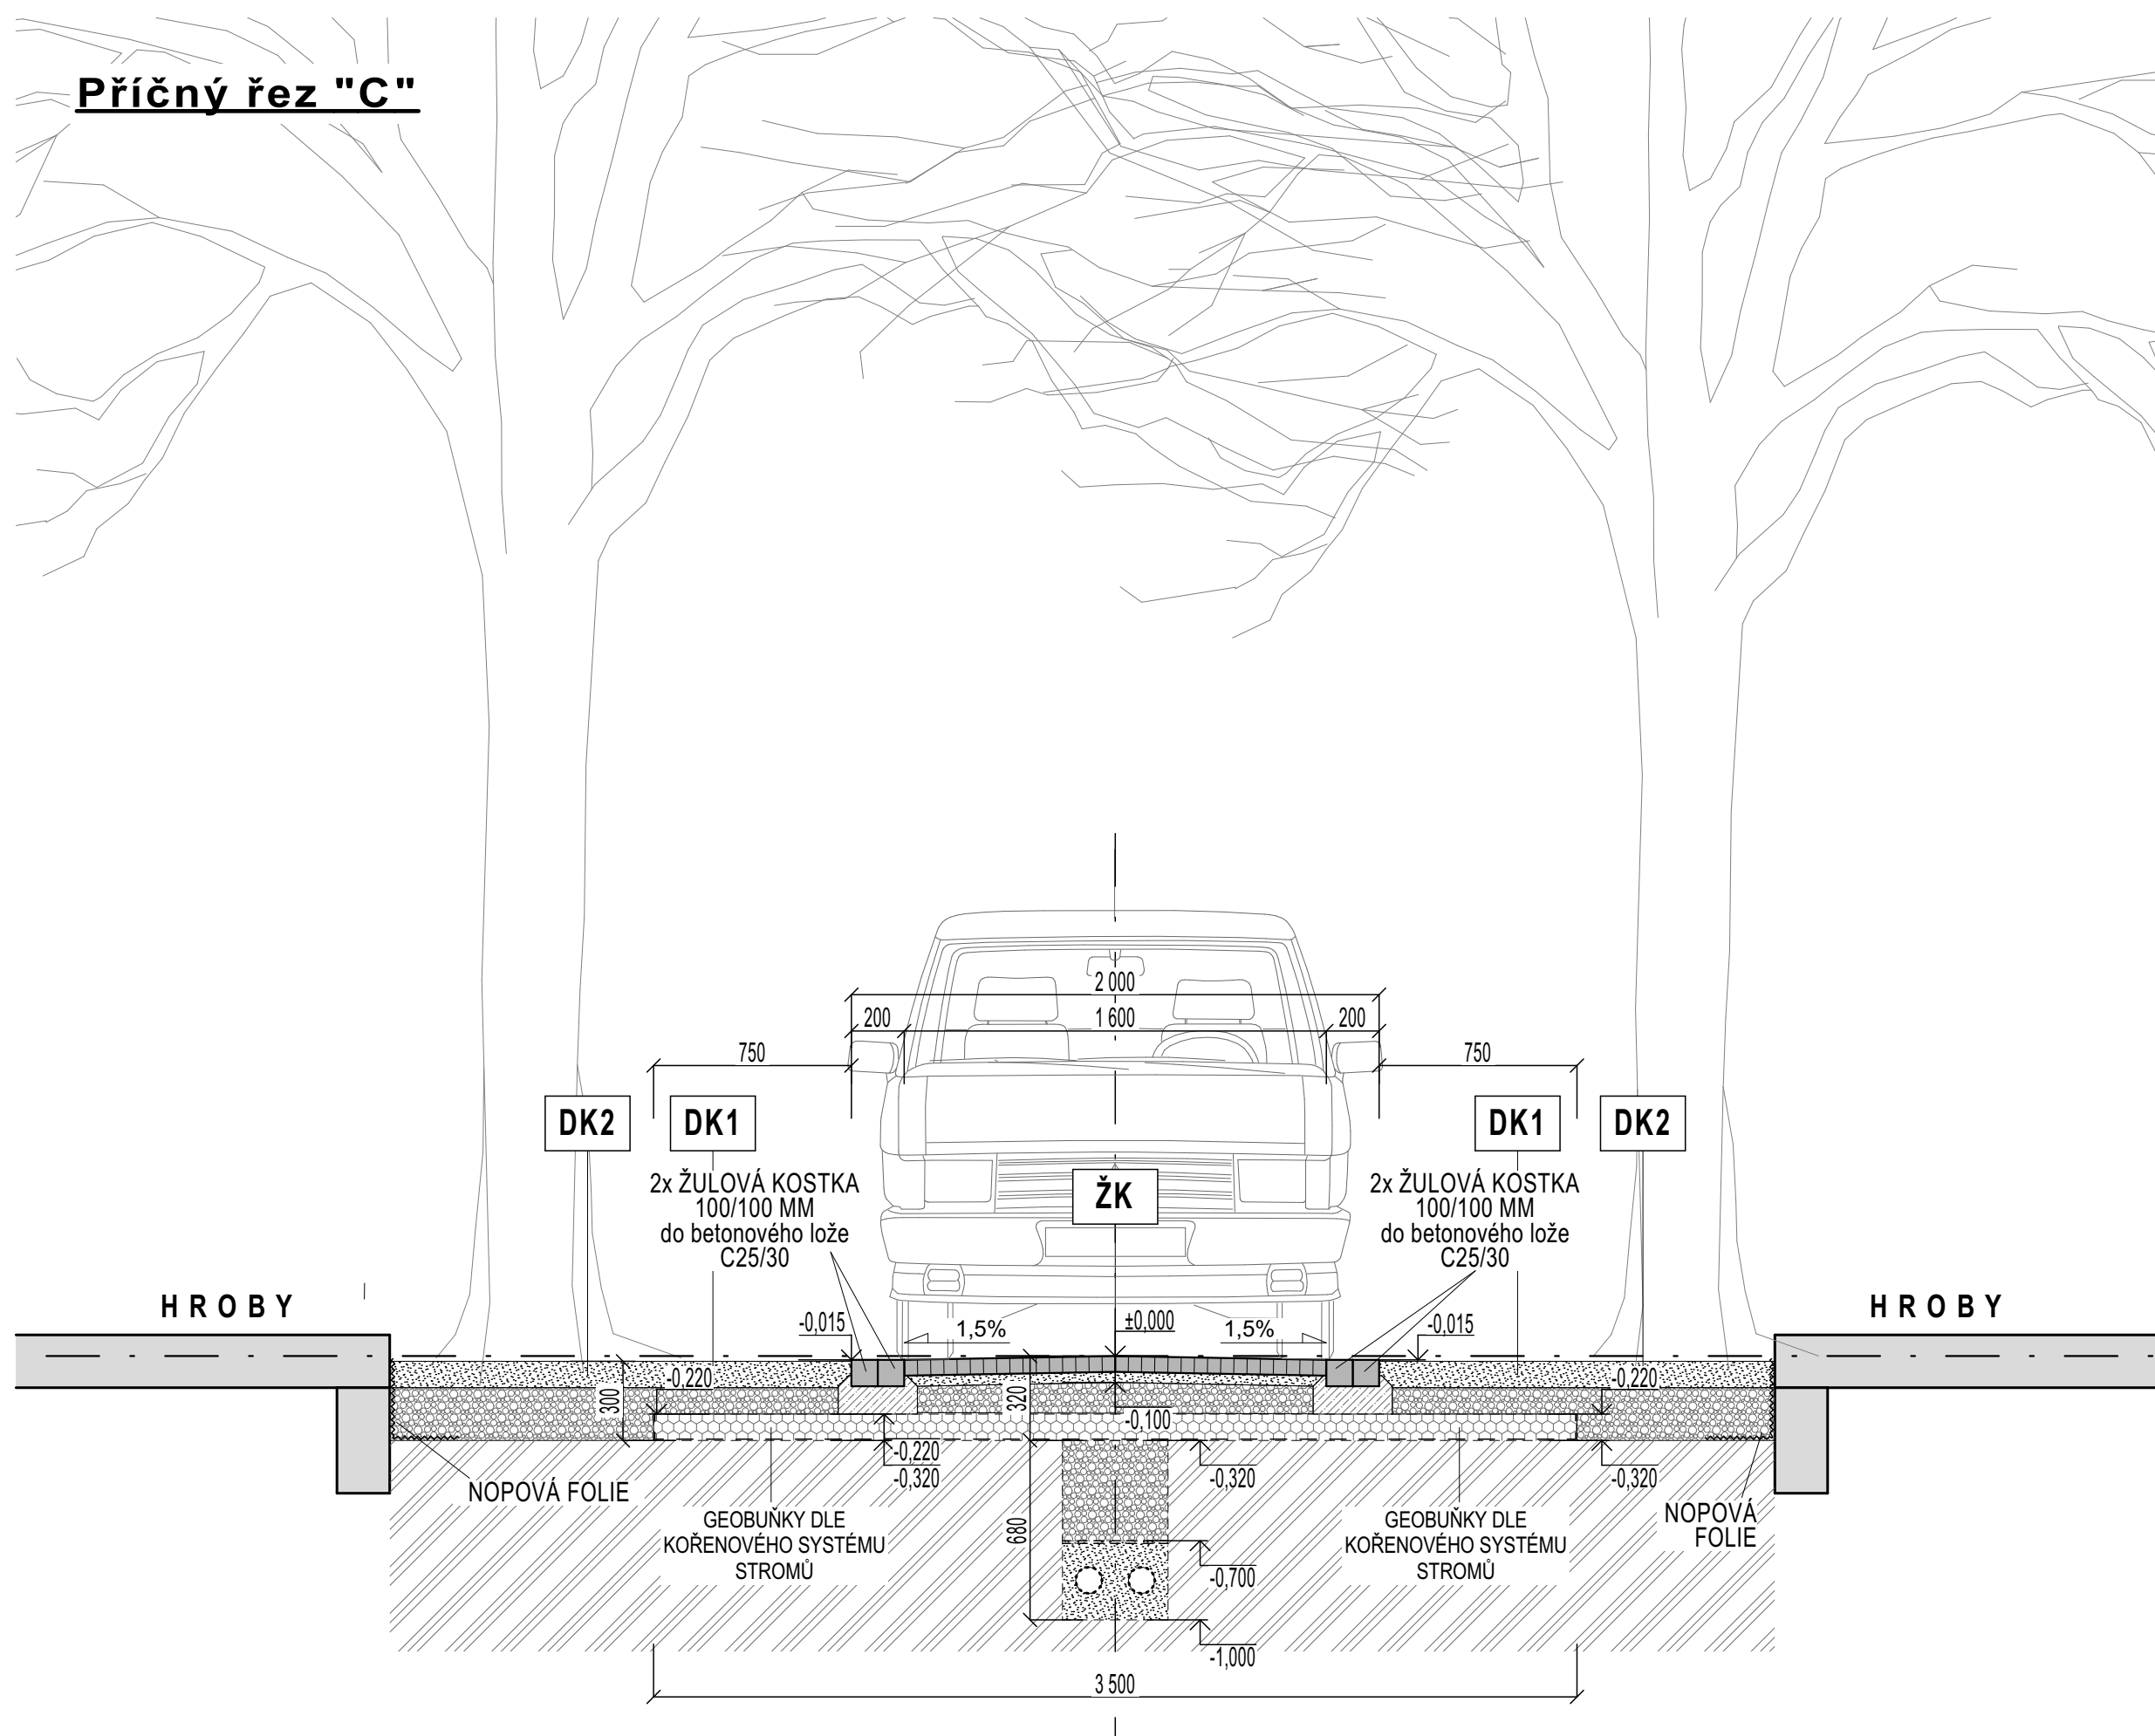 Příčný řez "C"
2 000
200
1 600
200
750
750
DK2
DK1
DK1
DK2
2x ŽULOVÁ KOSTKA
100/100 MM
do betonového lože
C25/30
ŽK
2x ŽULOVÁ KOSTKA
100/100 MM
do betonového lože
C25/30
HROBY
HROBY
-0,015
1,5%
±0,000
1,5%
-0,015
-0,220
-0,220
300
320
-0,100
-0,220
-0,320
-0,320
-0,320
NOPOVÁ FOLIE
NOPOVÁ
FOLIE
GEOBUŇKY DLE
KOŘENOVÉHO SYSTÉMU
STROMŮ
680
GEOBUŇKY DLE
KOŘENOVÉHO SYSTÉMU
STROMŮ
-0,700
-1,000
3 500